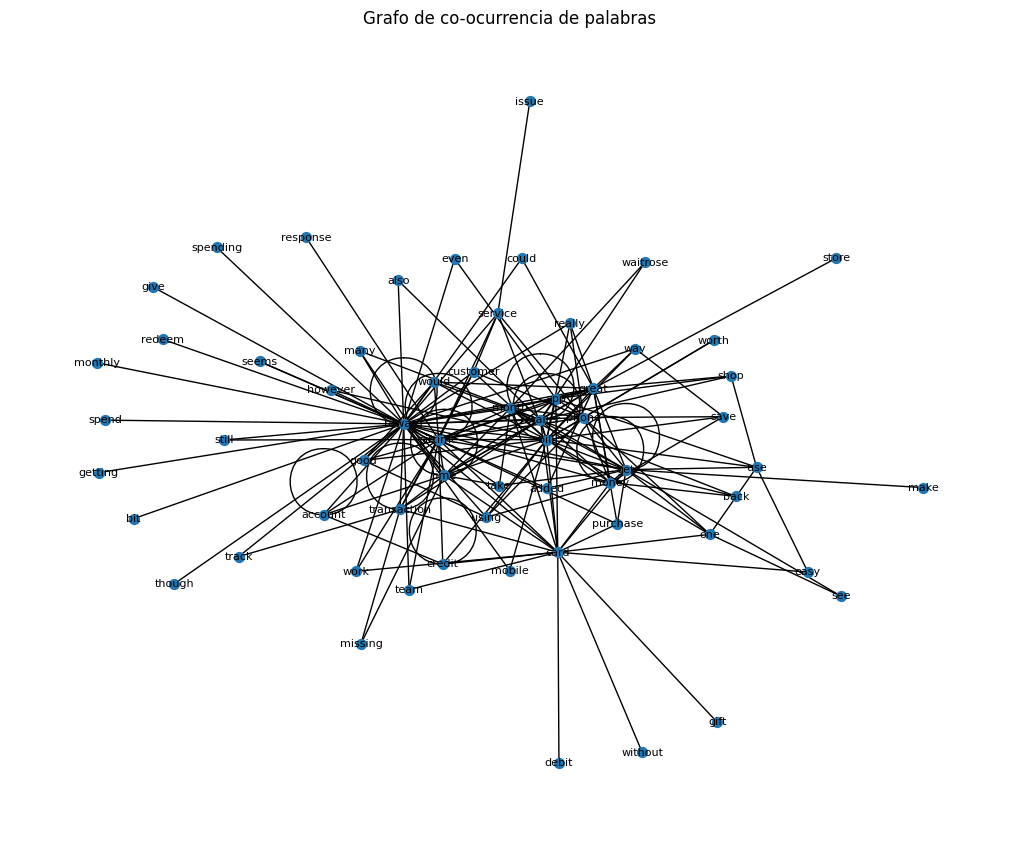 Grafo de co-ocurrencia de palabras
issue
response
spending
even
could
store
waitrose
also
give
service
really
redeem
worth
way
many
seems
monthly
customer
shop
would
however
great
save
spend
still
good
use
getting
take
added
money
make
back
account
transaction
using
bit
purchase
one
card
track
credit
work
mobile
easy
though
team
see
missing
gift
without
debit